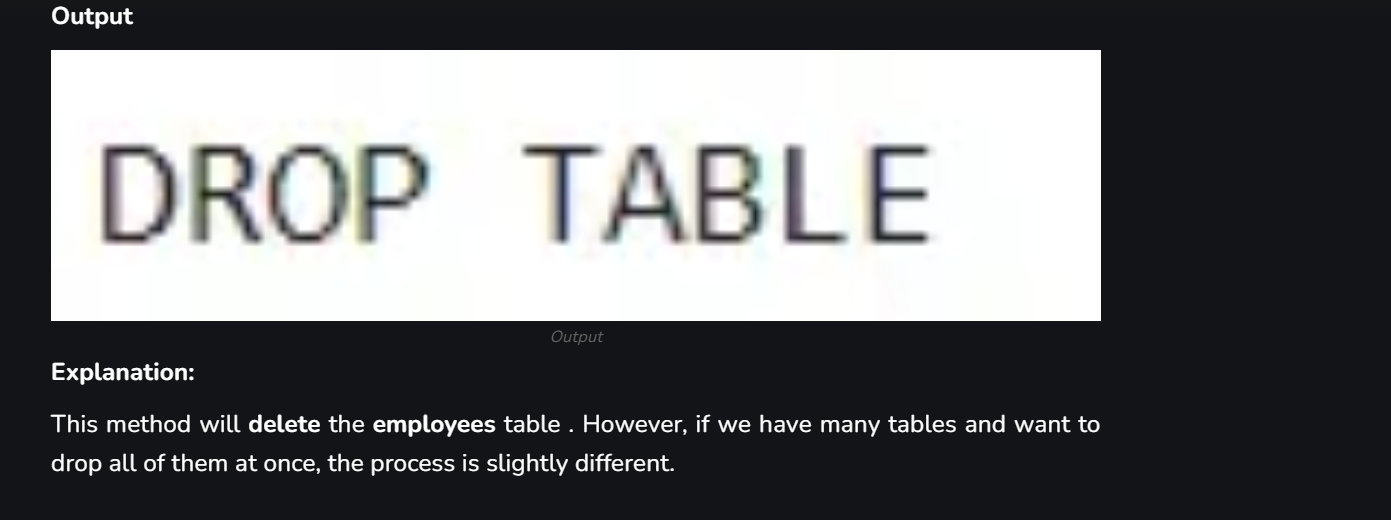 Output
DROP TABLE
Output
Explanation:
This method will delete the employees table . However, if we have many tables and want to
drop all of them at once, the process is slightly different.